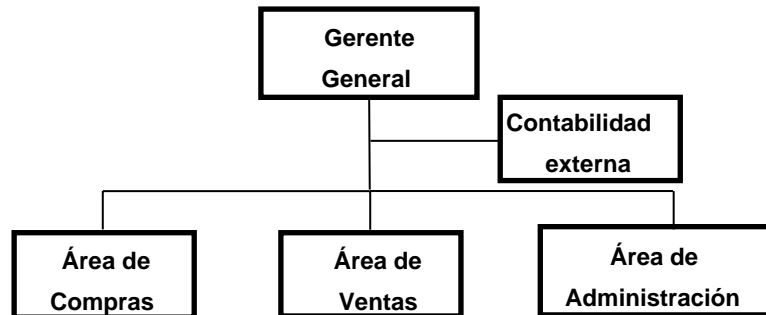 Gerente
General
Contabilidad
externa
Área de
Compras
Área de
Ventas
Área de
Administración